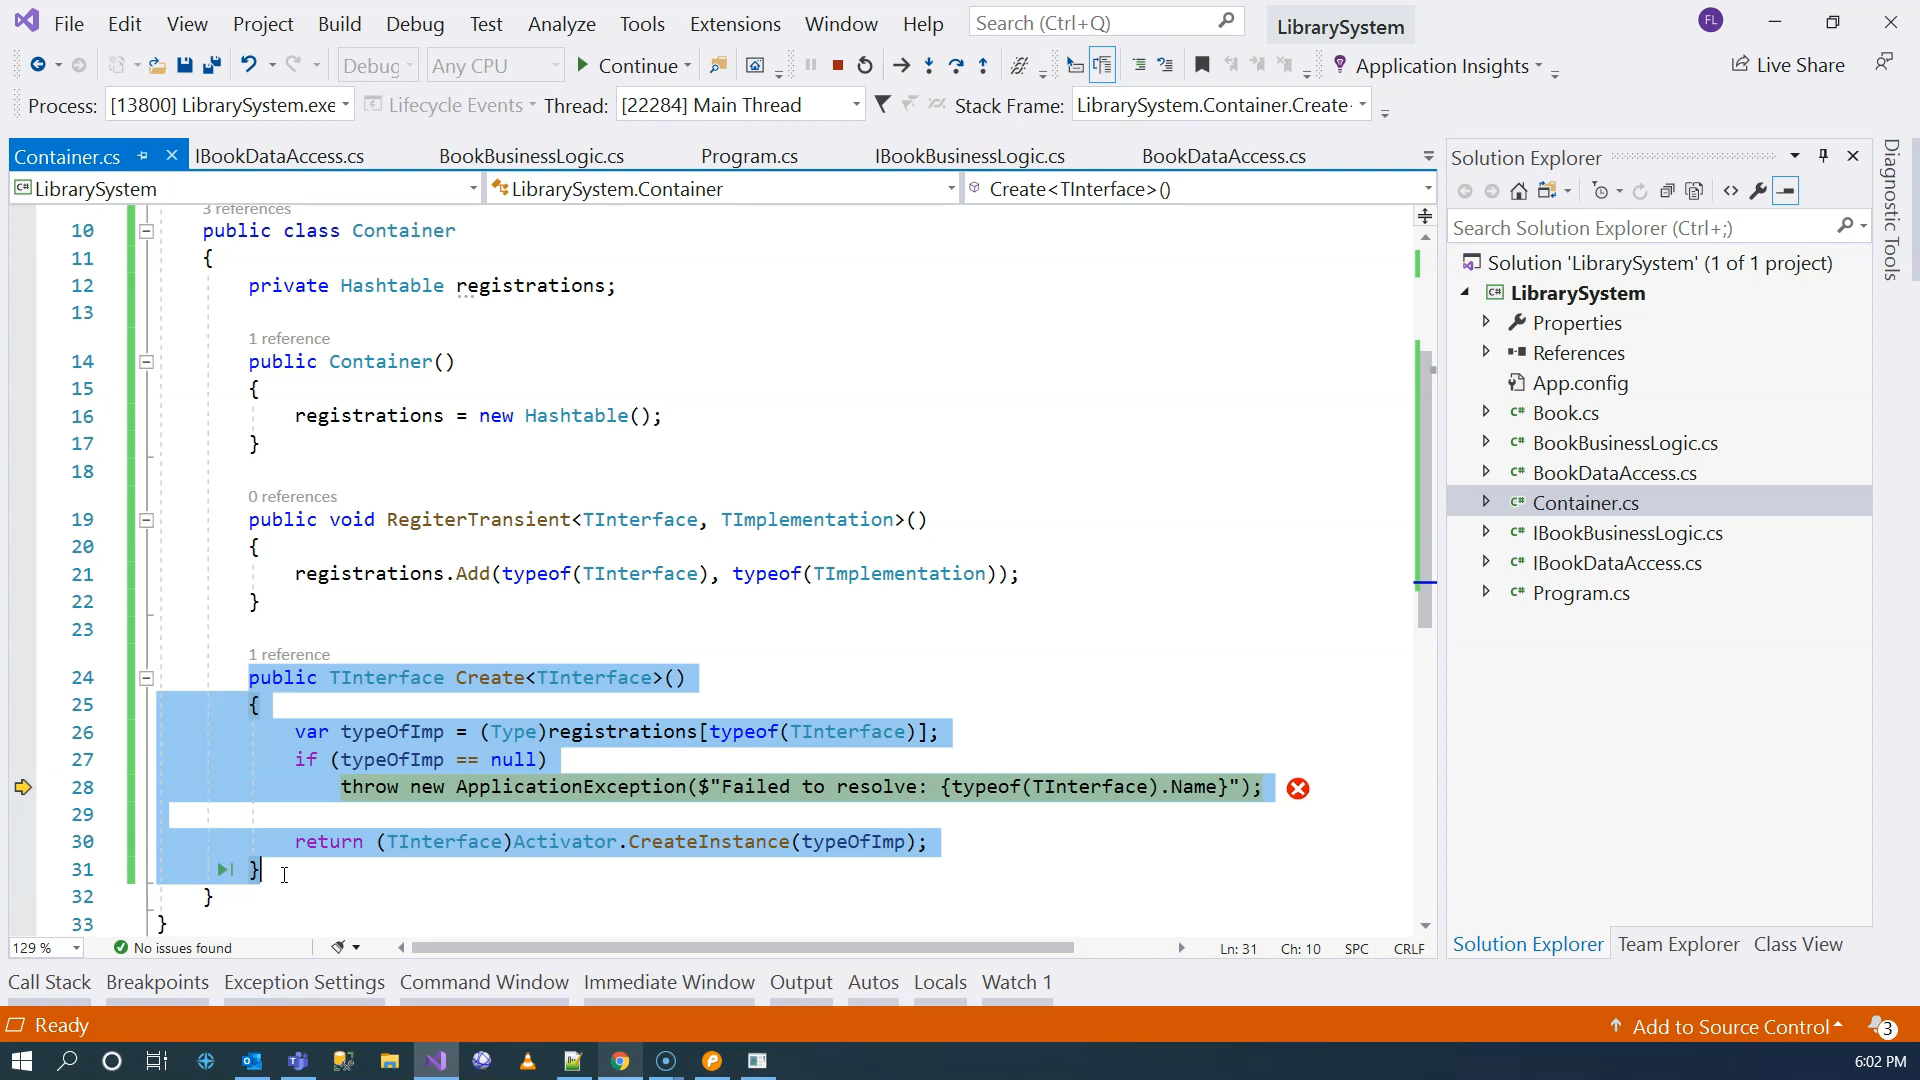 File Edit View Project Build Debug Test Analyze Tools Extensions Window Help Search (Ctrl+Q) LibrarySystem FL
Debug Any CPU Continue Application Insights Live Share
Process: [13800] LibrarySystem.exe Lifecycle Events Thread: [22284] Main Thread Stack Frame: LibrarySystem.Container.Create
Container.cs IBookDataAccess.cs BookBusinessLogic.cs Program.cs IBookBusinessLogic.cs BookDataAccess.cs
LibrarySystem LibrarySystem.Container Create<TInterface>()
3 references
10 public class Container
11 {
12 private Hashtable registrations;
13
1 reference
14 public Container()
15 {
16 registrations = new Hashtable();
17 }
18
0 references
19 public void RegiterTransient<TInterface, TImplementation>()
20 {
21 registrations.Add(typeof(TInterface), typeof(TImplementation));
22 }
23
1 reference
24 public TInterface Create<TInterface>()
25 {
26 var typeOfImp = (Type)registrations[typeof(TInterface)];
27 if (typeOfImp == null)
28 throw new ApplicationException($"Failed to resolve: {typeof(TInterface).Name}");
29
30 return (TInterface)Activator.CreateInstance(typeOfImp);
31 }
32 }
33 }
129 % No issues found Ln: 31 Ch: 10 SPC CRLF
Solution Explorer
Search Solution Explorer (Ctrl+;)
Solution 'LibrarySystem' (1 of 1 project)
LibrarySystem
Properties
References
App.config
Book.cs
BookBusinessLogic.cs
BookDataAccess.cs
Container.cs
IBookBusinessLogic.cs
IBookDataAccess.cs
Program.cs
Solution Explorer Team Explorer Class View
Diagnostic Tools
Call Stack Breakpoints Exception Settings Command Window Immediate Window Output Autos Locals Watch 1
Ready Add to Source Control 3
6:02 PM